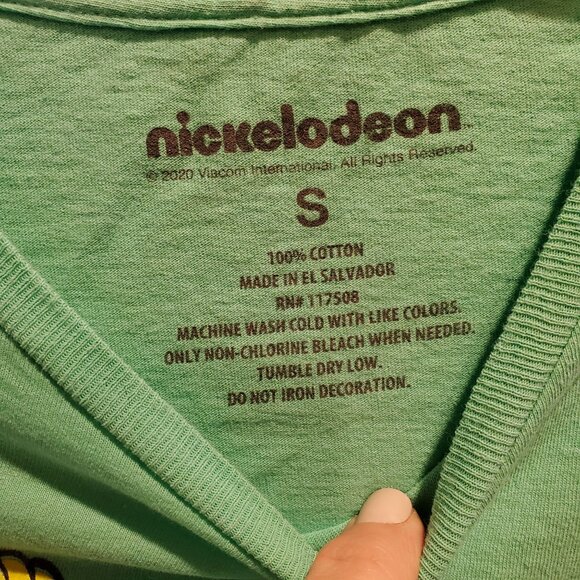 nickelodeon™
© 2020 Viacom International. All Rights Reserved.
S
100% COTTON
MADE IN EL SALVADOR
RN# 117508
MACHINE WASH COLD WITH LIKE COLORS.
ONLY NON-CHLORINE BLEACH WHEN NEEDED.
TUMBLE DRY LOW.
DO NOT IRON DECORATION.